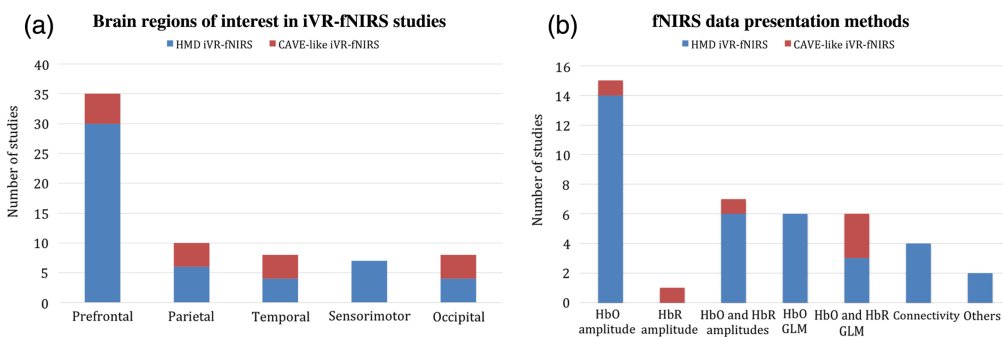 (a)
Brain regions of interest in iVR-fNIRS studies
HMD iVR-fNIRS CAVE-like iVR-fNIRS
Number of studies
40
35
30
25
20
15
10
5
0
Prefrontal Parietal Temporal Sensorimotor Occipital
(b)
fNIRS data presentation methods
HMD iVR-fNIRS CAVE-like iVR-fNIRS
Number of studies
16
14
12
10
8
6
4
2
0
HbO amplitude
HbR amplitude
HbO and HbR amplitudes
HbO GLM
HbO and HbR GLM
Connectivity
Others